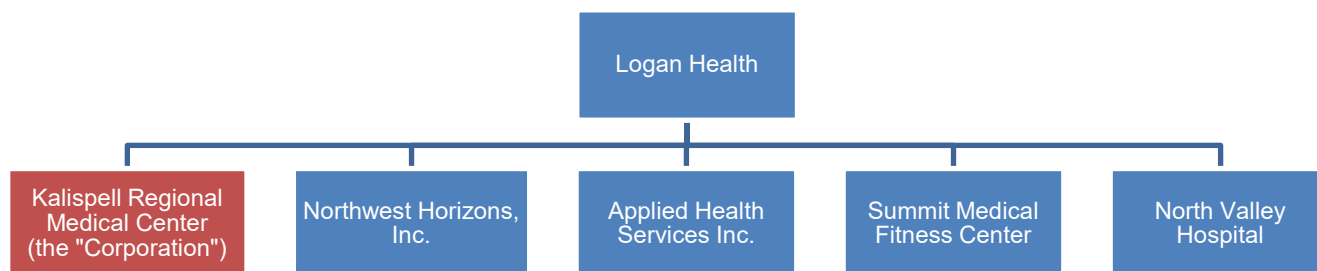 Logan Health
Kalispell Regional
Medical Center
(the "Corporation")
Northwest Horizons,
Inc.
Applied Health
Services Inc.
Summit Medical
Fitness Center
North Valley
Hospital